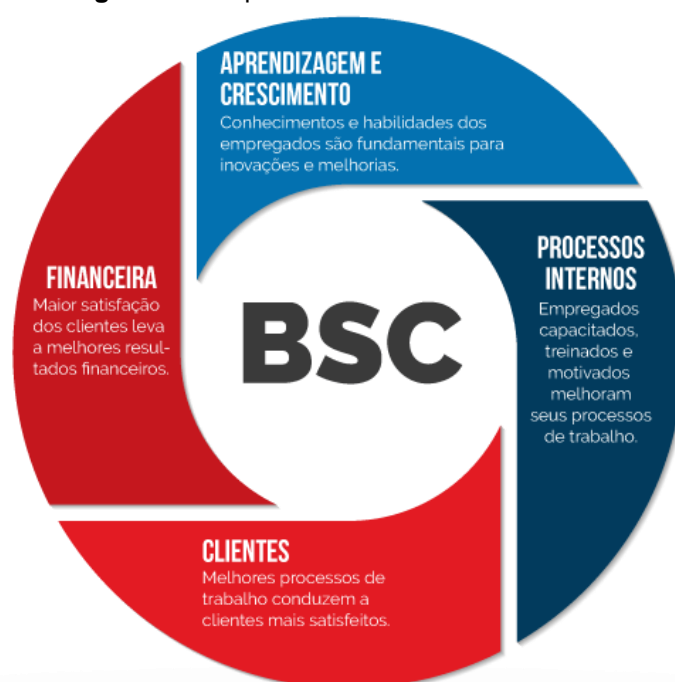 APRENDIZAGEM E
CRESCIMENTO
Conhecimentos e habilidades dos
empregados são fundamentais para
inovações e melhorias.
PROCESSOS
INTERNOS
Empregados
capacitados,
treinados e
motivados
melhoram
seus processos
de trabalho.
FINANCEIRA
Maior satisfação
dos clientes leva
a melhores resul-
tados financeiros.
BSC
CLIENTES
Melhores processos de
trabalho conduzem a
clientes mais satisfeitos.